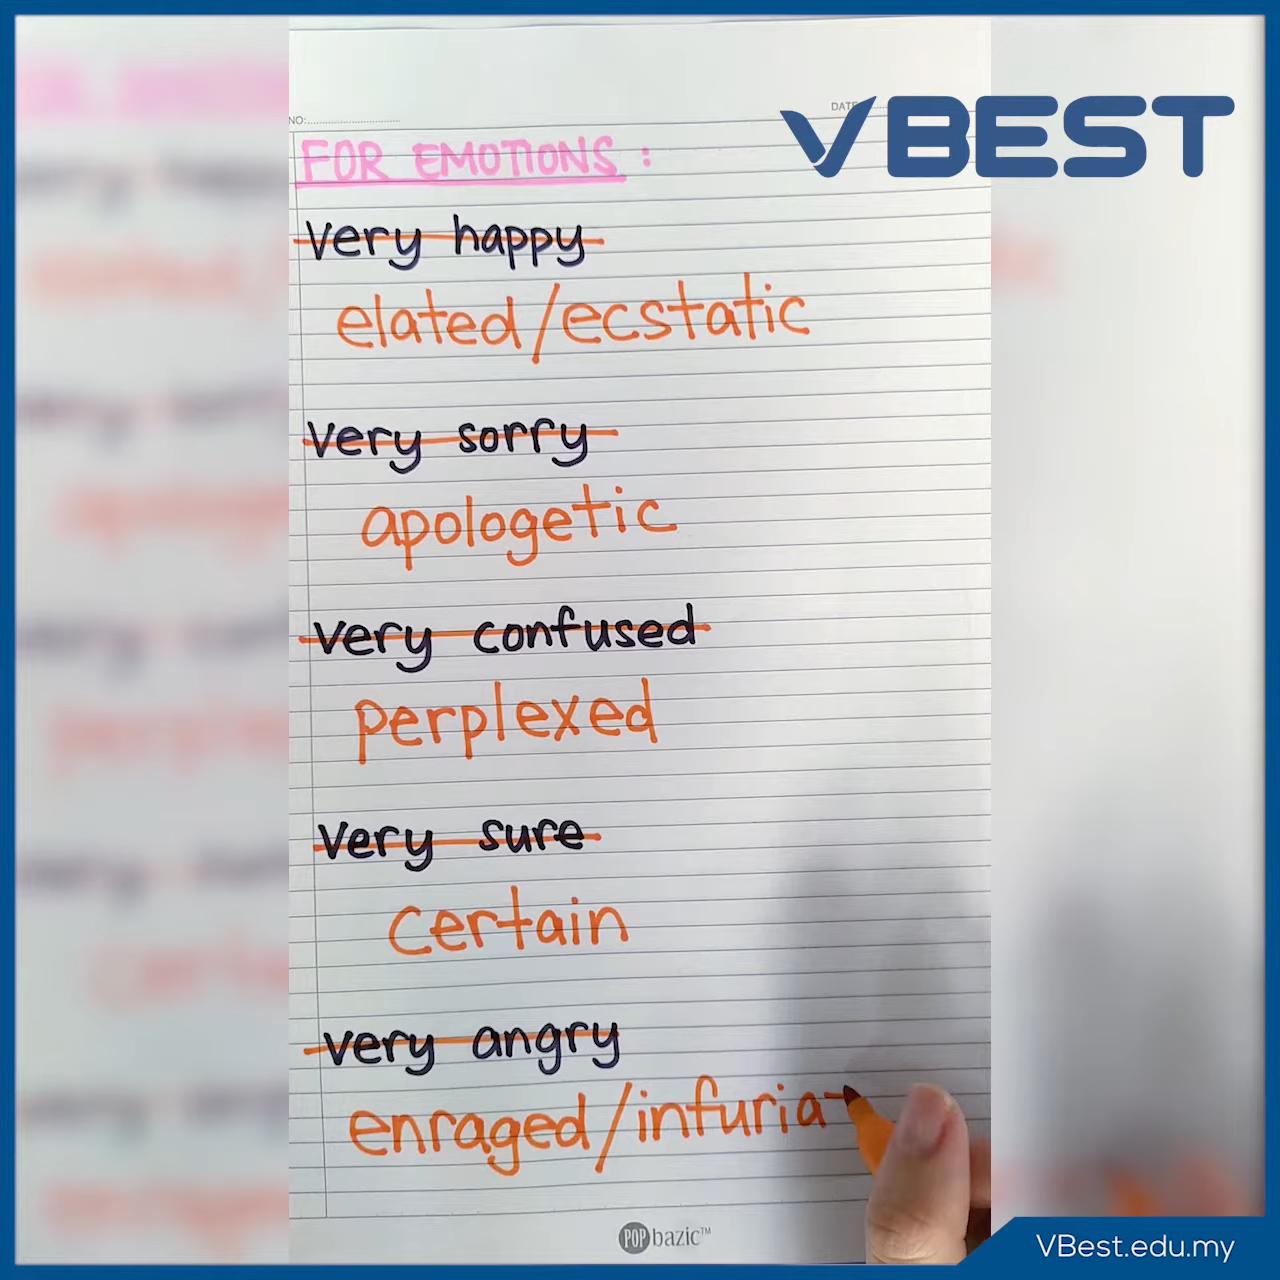 NO:
DATE
VBEST
FOR EMOTIONS :
very happy
elated/ecstatic
very sorry
apologetic
very confused
perplexed
very sure
certain
very angry
enraged/infuria
POP bazic™
VBest.edu.my